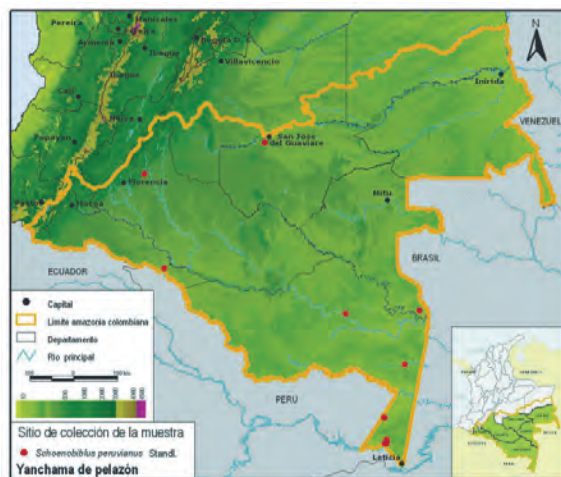 Pereira
Manizales
Armenia
Ibagué
Bogotá D. C.
Villavicencio
Cali
Neiva
Popayán
Pasto
Mocoa
Florencia
San José
del Guaviare
Inírida
Mitú
N
VENEZUEL
BRASIL
ECUADOR
PERU
Leticia
Capital
Límite amazonia colombiana
Departamento
Río principal
Sitio de colección de la muestra
Schoenobiblus peruvianus Standl.
Yanchama de pelazón